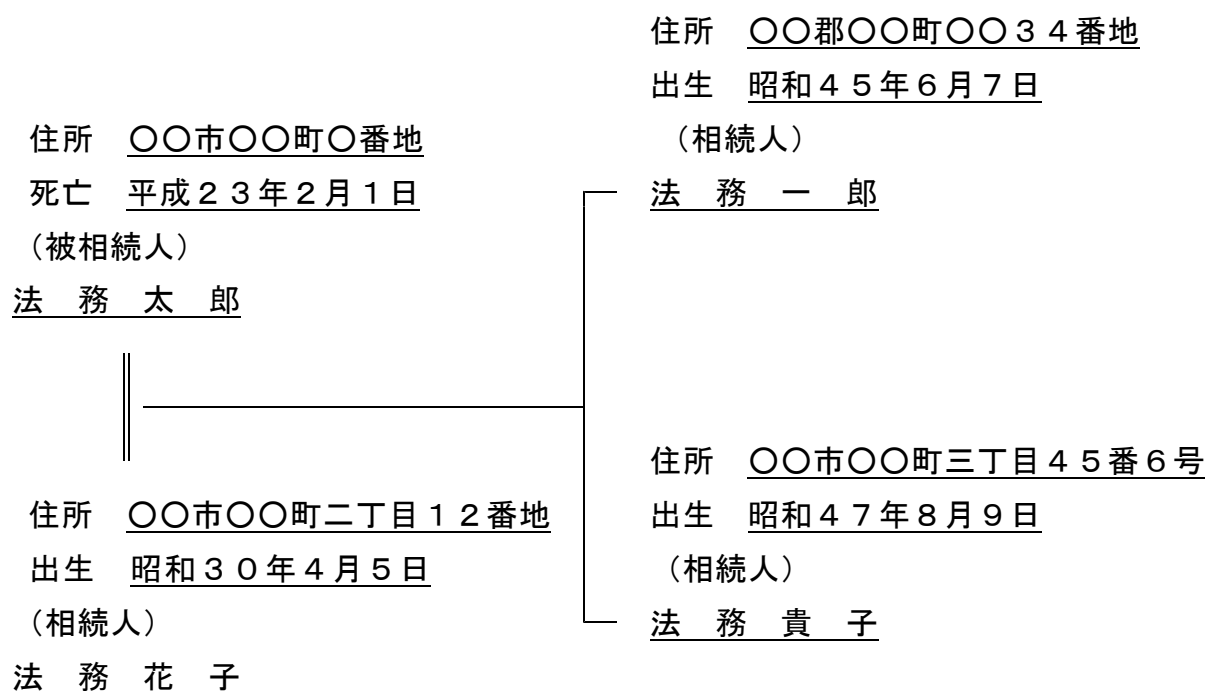 住所　〇〇郡〇〇町〇〇３４番地
出生　昭和４５年６月７日
（相続人）
法　務　一　郎
住所　〇〇市〇〇町〇番地
死亡　平成２３年２月１日
（被相続人）
法　務　太　郎
住所　〇〇市〇〇町二丁目１２番地
出生　昭和３０年４月５日
（相続人）
法　務　花　子
住所　〇〇市〇〇町三丁目４５番６号
出生　昭和４７年８月９日
（相続人）
法　務　貴　子